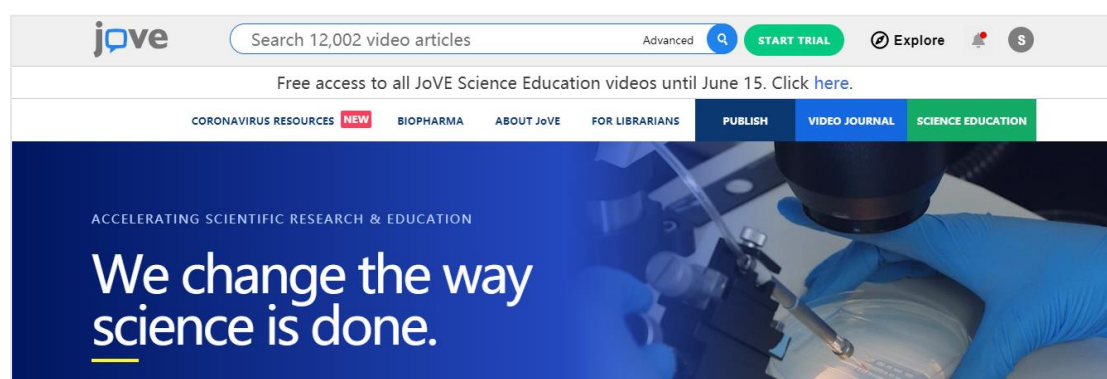 jove
Search 12,002 video articles Advanced START TRIAL Explore S
Free access to all JoVE Science Education videos until June 15. Click here.
CORONAVIRUS RESOURCES NEW BIOPHARMA ABOUT JoVE FOR LIBRARIANS PUBLISH VIDEO JOURNAL SCIENCE EDUCATION
ACCELERATING SCIENTIFIC RESEARCH & EDUCATION
We change the way
science is done.